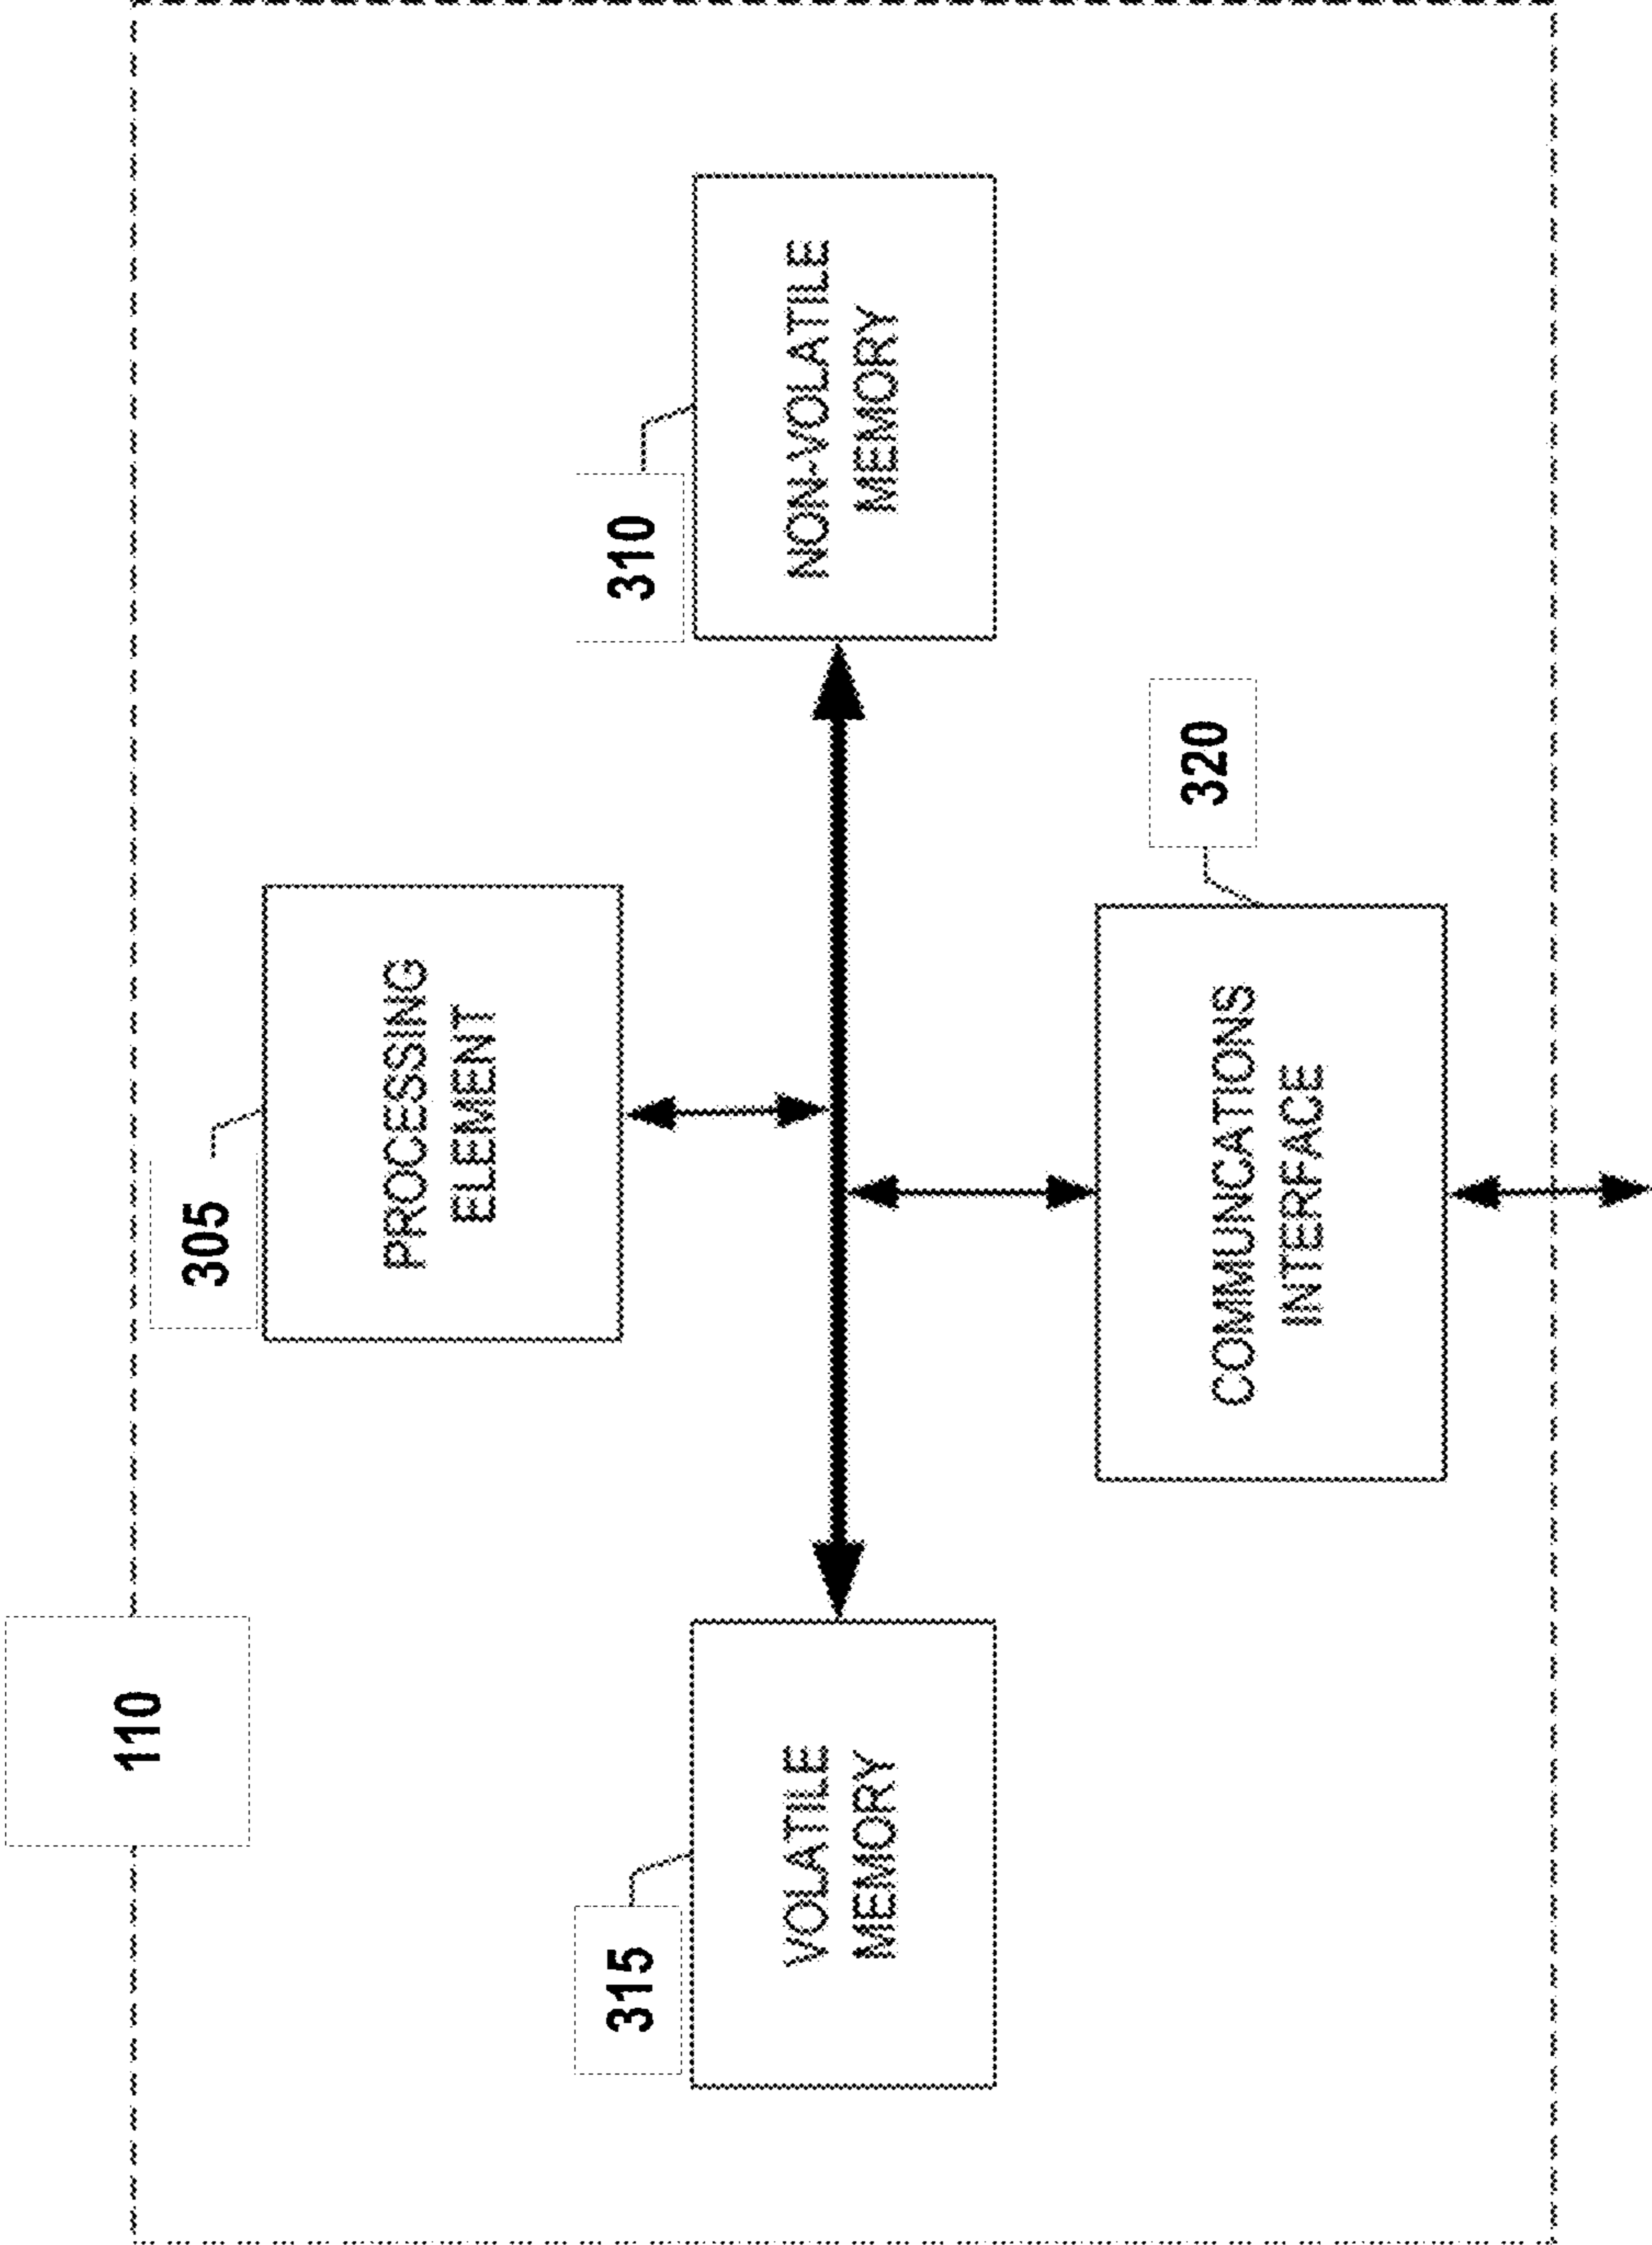 110
305
PROCESSING
ELEMENT
315
VOLATILE
MEMORY
310
NON-VOLATILE
MEMORY
320
COMMUNCATIONS
INTERFACE